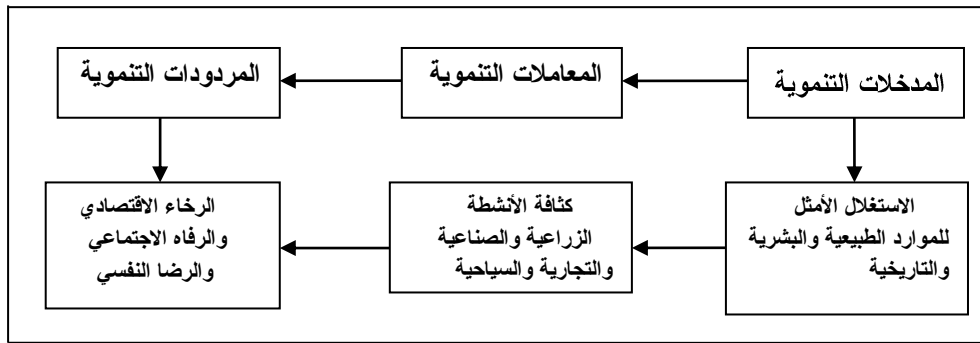 المدخلات التنموية
المعاملات التنموية
المردودات التنموية
الاستغلال الأمثل
للموارد الطبيعية والبشرية
والتاريخية
كثافة الأنشطة
الزراعية والصناعية
والتجارية والسياحية
الرخاء الاقتصادي
والرفاه الاجتماعي
والرضا النفسي